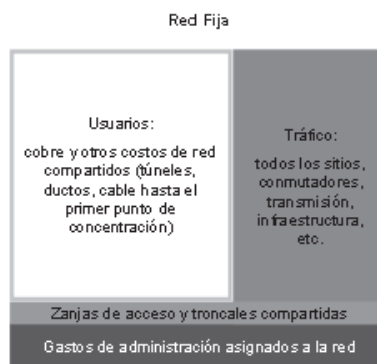 Red Fija
Usuarios:
cobre y otros costos de red
compartidos (túneles,
ductos, cable hasta el
primer punto de
concentración)
Tráfico:
todos los sitios,
conmutadores,
transmisión,
infraestructura,
etc.
Zanjas de acceso y troncales compartidas
Gastos de administración asignados a la red